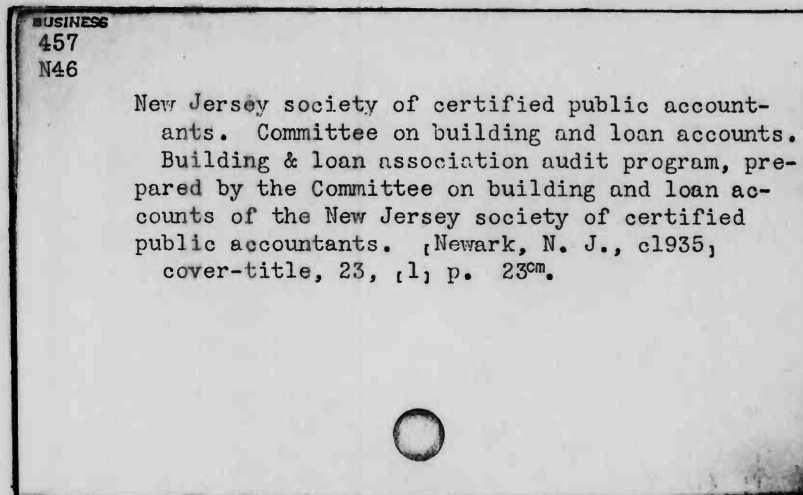 BUSINESS
457
N46
New Jersey society of certified public account-
ants. Committee on building and loan accounts.
Building & loan association audit program, pre-
pared by the Committee on building and loan ac-
counts of the New Jersey society of certified
public accountants. [Newark, N. J., c1935]
cover-title, 23, [1] p. 23cm.